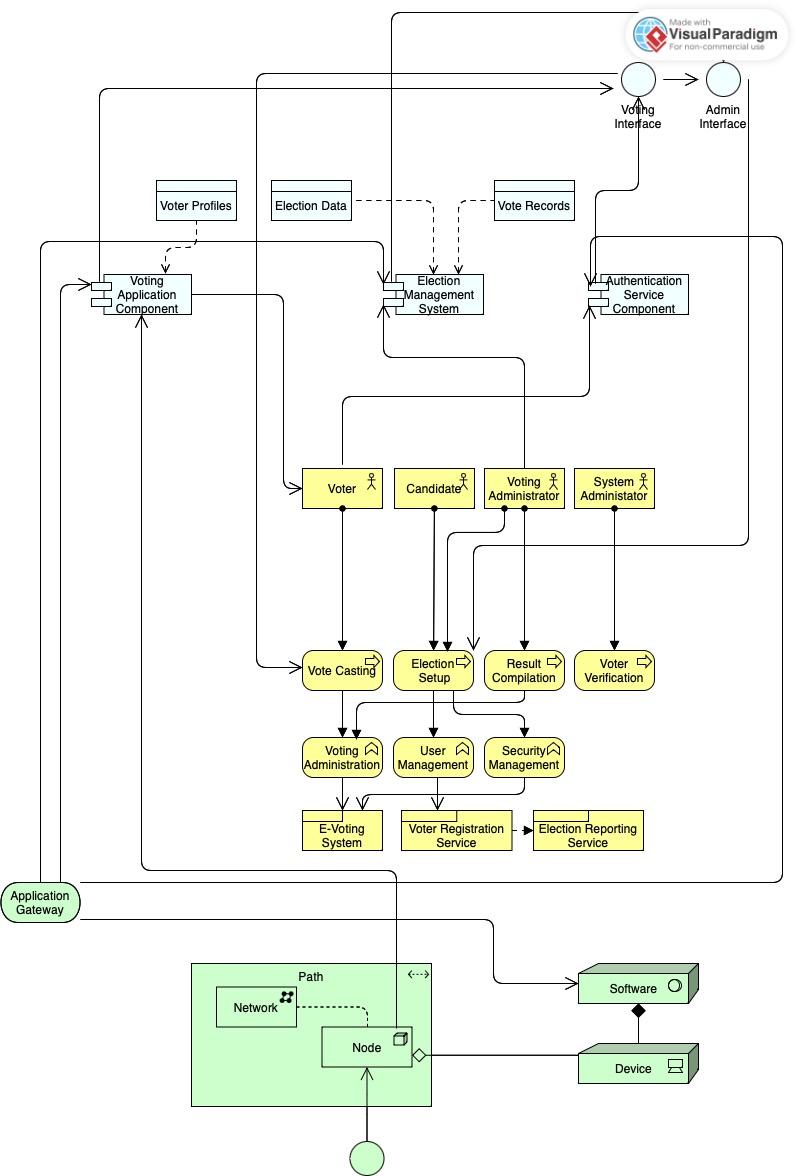 Made with
VisualParadigm
For non-commercial use
Voting
Interface
Admin
Interface
Voter Profiles
Election Data
Vote Records
Voting
Application
Component
Election
Management
System
Authentication
Service
Component
Voter
Candidate
Voting
Administrator
System
Administator
Vote Casting
Election
Setup
Result
Compilation
Voter
Verification
Voting
Administration
User
Management
Security
Management
E-Voting
System
Voter Registration
Service
Election Reporting
Service
Application
Gateway
Path
Network
Node
Software
Device